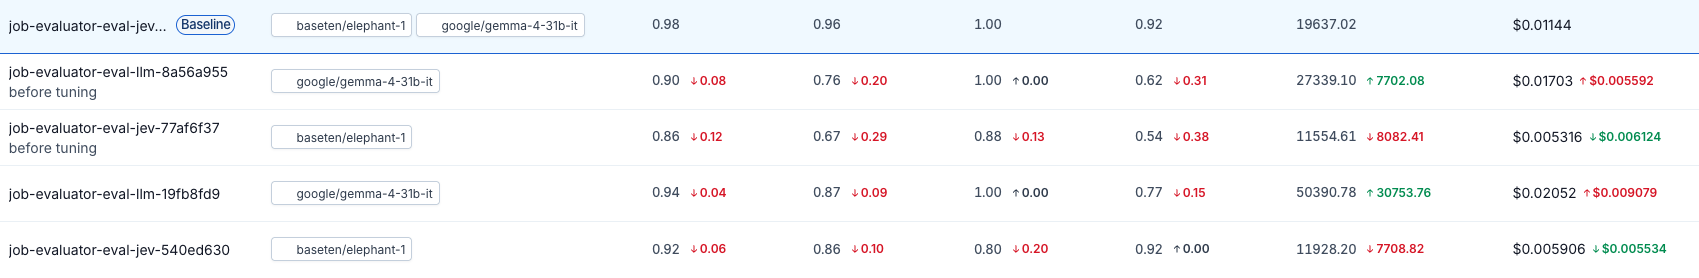 job-evaluator-eval-jev... Baseline baseten/elephant-1 google/gemma-4-31b-it 0.98 0.96 1.00 0.92 19637.02 $0.01144
job-evaluator-eval-llm-8a56a955 google/gemma-4-31b-it 0.90 ↓0.08 0.76 ↓0.20 1.00 ↑0.00 0.62 ↓0.31 27339.10 ↑7702.08 $0.01703 ↑$0.005592
before tuning
job-evaluator-eval-jev-77af6f37 baseten/elephant-1 0.86 ↓0.12 0.67 ↓0.29 0.88 ↓0.13 0.54 ↓0.38 11554.61 ↓8082.41 $0.005316 ↓$0.006124
before tuning
job-evaluator-eval-llm-19fb8fd9 google/gemma-4-31b-it 0.94 ↓0.04 0.87 ↓0.09 1.00 ↑0.00 0.77 ↓0.15 50390.78 ↑30753.76 $0.02052 ↑$0.009079
job-evaluator-eval-jev-540ed630 baseten/elephant-1 0.92 ↓0.06 0.86 ↓0.10 0.80 ↓0.20 0.92 ↑0.00 11928.20 ↓7708.82 $0.005906 ↓$0.005534